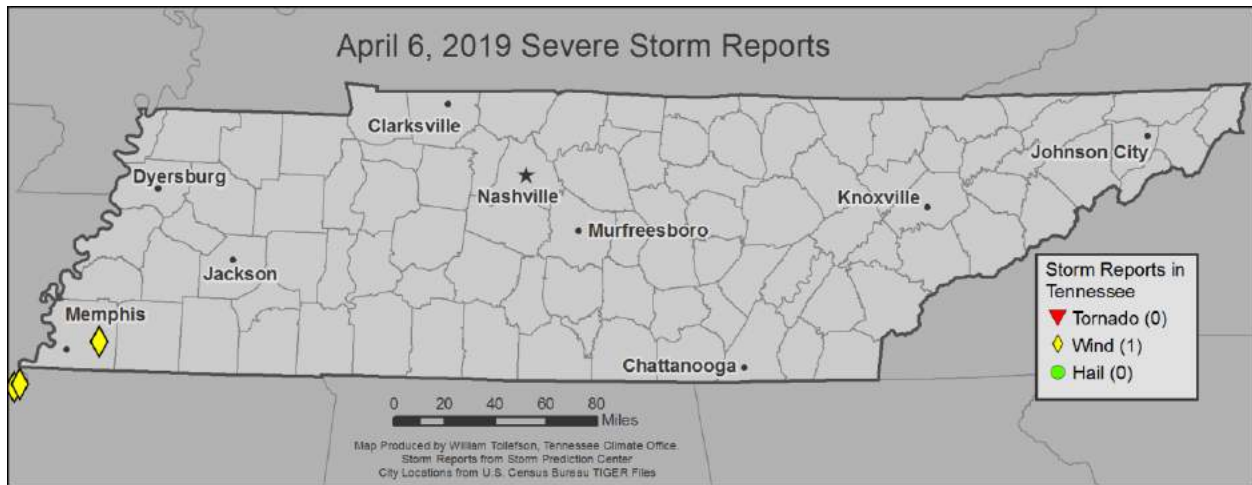 April 6, 2019 Severe Storm Reports
Clarksville
Johnson City
Dyersburg
Nashville
Knoxville
Murfreesboro
Jackson
Memphis
Chattanooga
Storm Reports in
Tennessee
Tornado (0)
Wind (1)
Hail (0)
0 20 40 60 80
Miles
Map Produced by William Tollefson, Tennessee Climate Office.
Storm Reports from Storm Prediction Center
City Locations from U.S. Census Bureau TIGER Files